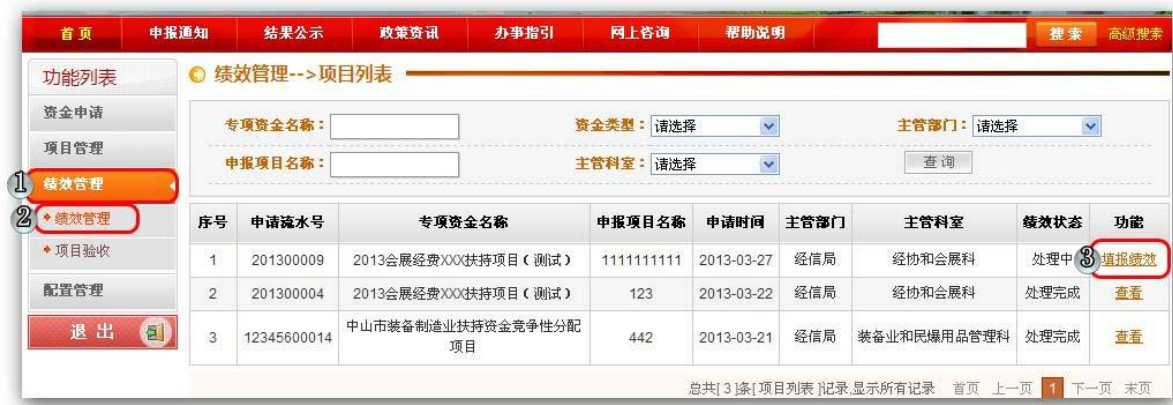 首页 申报通知 结果公示 政策资讯 办事指引 网上咨询 帮助说明 搜索 高级搜索
功能列表
资金申请
项目管理
① 绩效管理
② 绩效管理
项目验收
配置管理
退出
绩效管理-->项目列表
专项资金名称： 资金类型： 请选择 主管部门： 请选择
申报项目名称： 主管科室： 请选择 查询
序号 申请流水号 专项资金名称 申报项目名称 申请时间 主管部门 主管科室 绩效状态 功能
1 201300009 2013会展经费XXX扶持项目（测试） 1111111111 2013-03-27 经信局 经协和会展科 处理中 ③ 填报绩效
2 201300004 2013会展经费XXX扶持项目（测试） 123 2013-03-22 经信局 经协和会展科 处理完成 查看
3 12345600014 中山市装备制造业扶持资金竞争性分配
项目 442 2013-03-21 经信局 装备业和民爆用品管理科 处理完成 查看
总共[3]条[项目列表]记录,显示所有记录 首页 上一页 1 下一页 末页